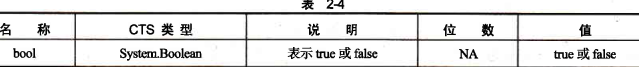 表 2-4
名 称 CTS 类 型 说 明 位 数 值
bool System.Boolean 表示 true 或 false NA true 或 false